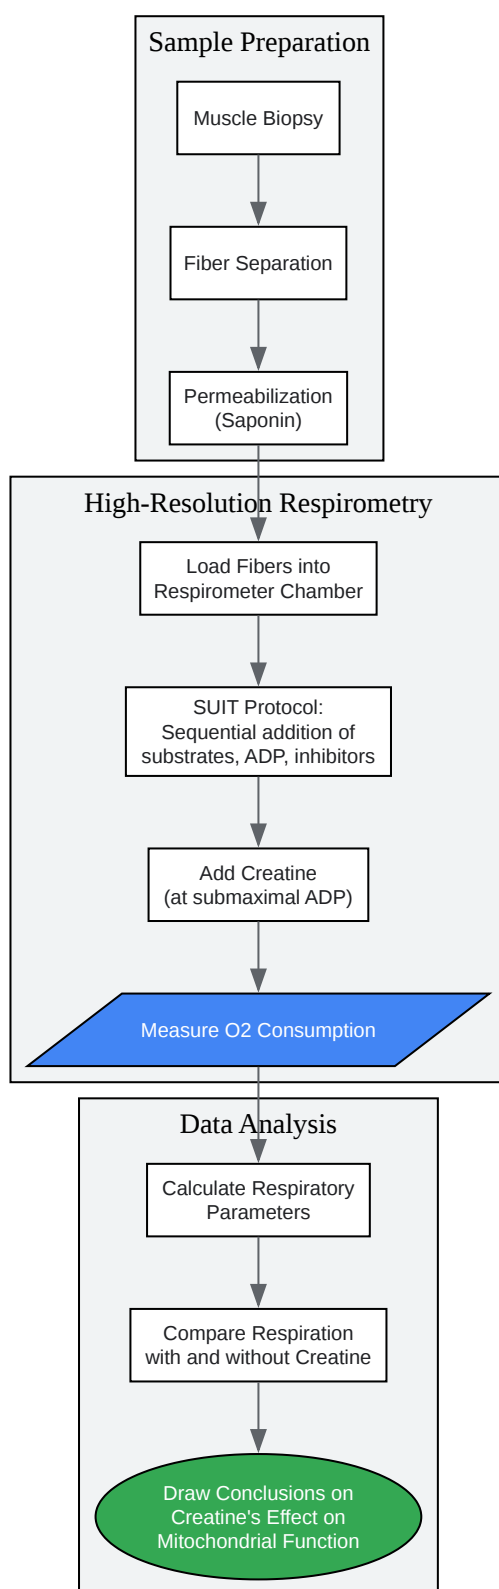 Sample Preparation
Muscle Biopsy
Fiber Separation
Permeabilization
(Saponin)
High-Resolution Respirometry
Load Fibers into
Respirometer Chamber
SUIT Protocol:
Sequential addition of
substrates, ADP, inhibitors
Add Creatine
(at submaximal ADP)
Measure O2 Consumption
Data Analysis
Calculate Respiratory
Parameters
Compare Respiration
with and without Creatine
Draw Conclusions on
Creatine's Effect on
Mitochondrial Function